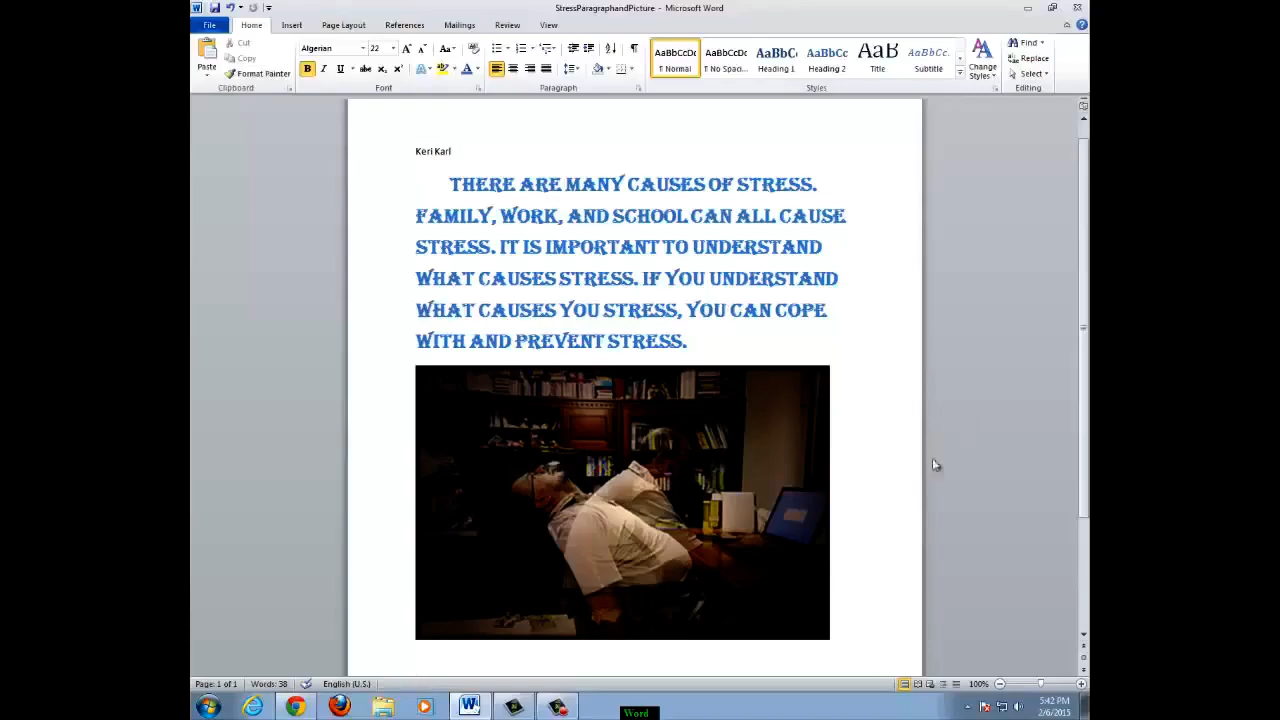 StressParagraphandPicture - Microsoft Word
File Home Insert Page Layout References Mailings Review View
Paste
Cut
Copy
Format Painter
Clipboard
Algerian 22
Font
Paragraph
AaBbCcDc AaBbCcDc AaBbC AaBbCc AaB AaBbCc.
¶ Normal ¶ No Spaci... Heading 1 Heading 2 Title Subtitle
Styles
Change Styles
Find
Replace
Select
Editing
Keri Karl
THERE ARE MANY CAUSES OF STRESS.
FAMILY, WORK, AND SCHOOL CAN ALL CAUSE
STRESS. IT IS IMPORTANT TO UNDERSTAND
WHAT CAUSES STRESS. IF YOU UNDERSTAND
WHAT CAUSES YOU STRESS, YOU CAN COPE
WITH AND PREVENT STRESS.
Page: 1 of 1 Words: 38 English (U.S.) 100%
Word
5:42 PM
2/6/2015